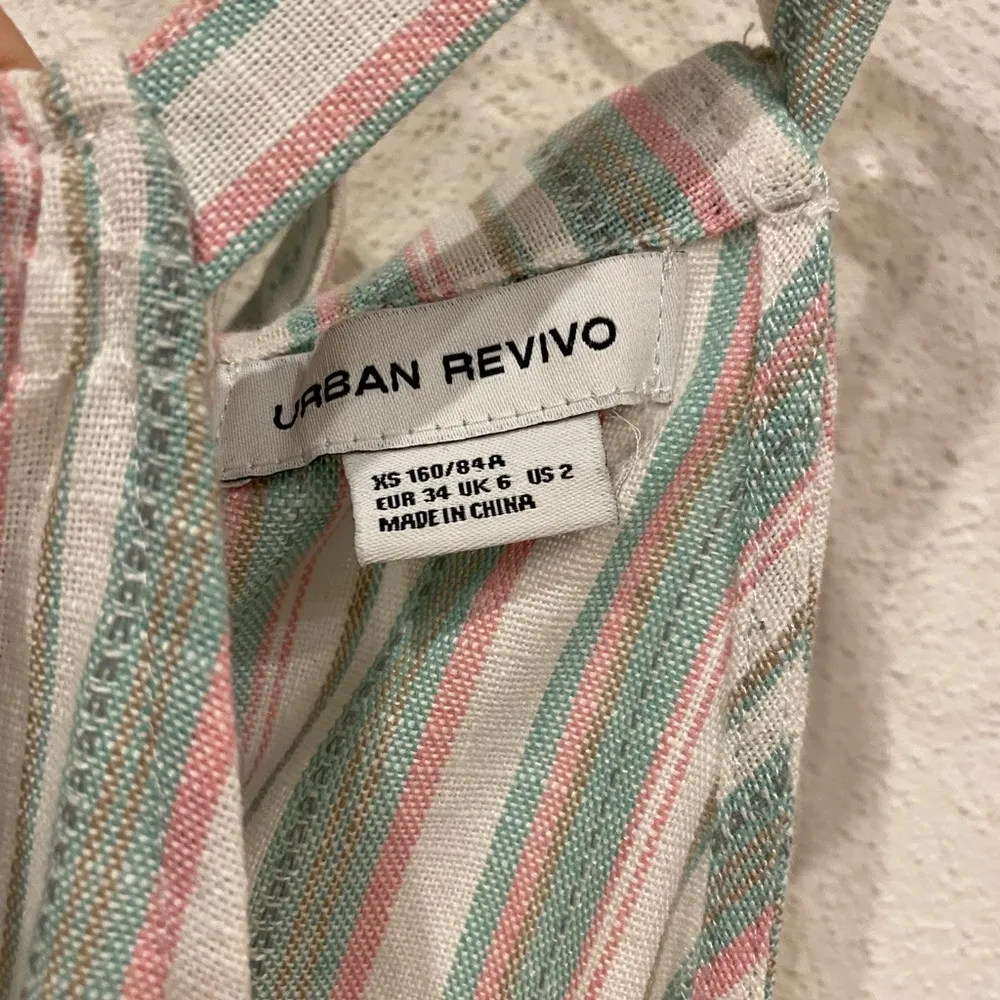 URBAN REVIVO
XS 160/84A
EUR 34 UK 6 US 2
MADE IN CHINA